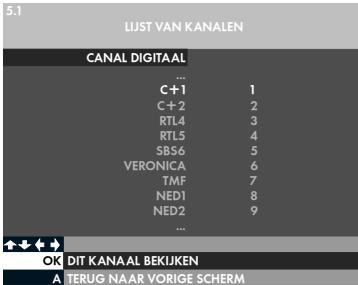 5.1
LIJST VAN KANALEN
CANAL DIGITAAL
...
C+1 1
C+2 2
RTL4 3
RTL5 4
SBS6 5
VERONICA 6
TMF 7
NED1 8
NED2 9
...
OK DIT KANAAL BEKIJKEN
A TERUG NAAR VORIGE SCHERM